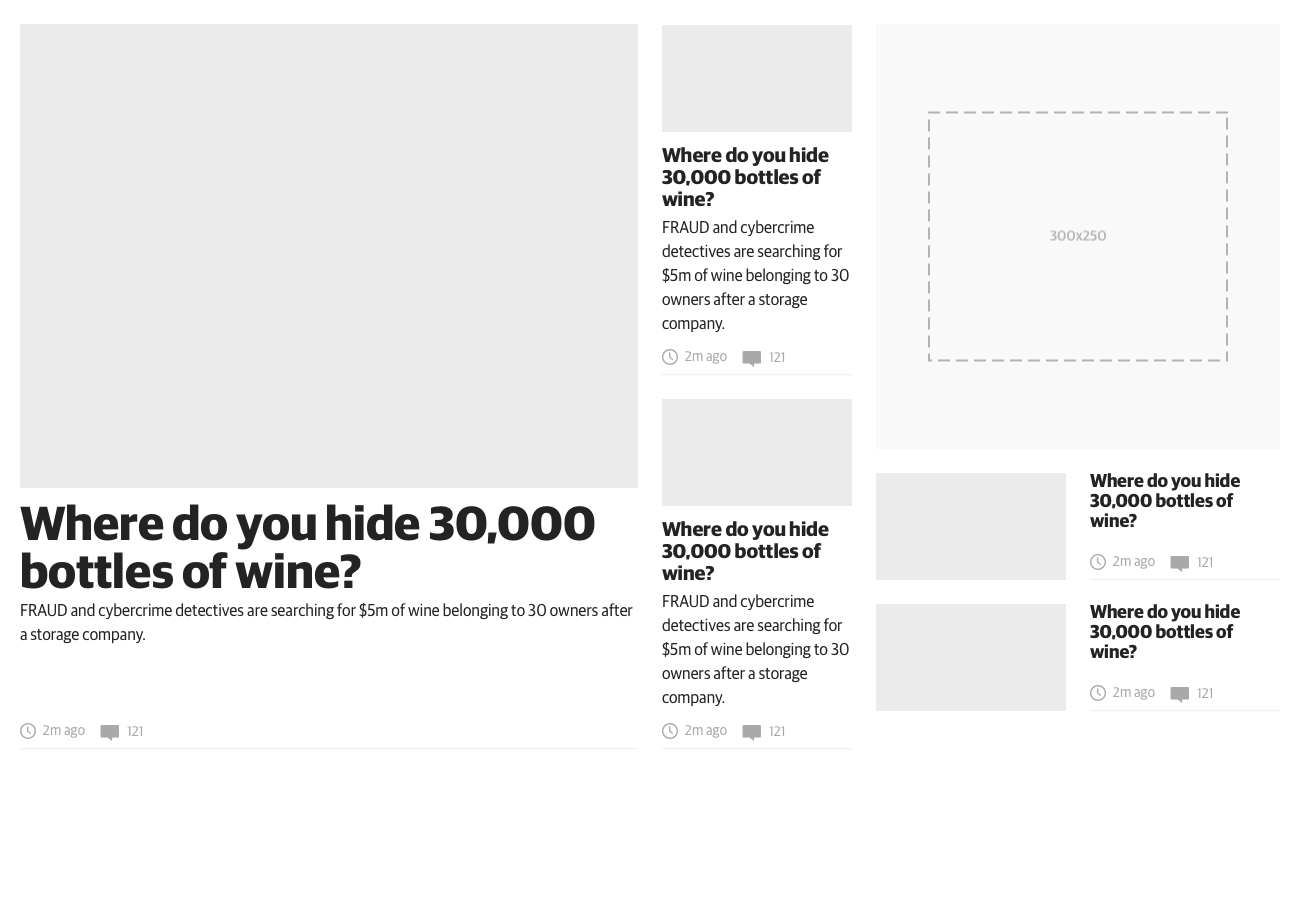 Where do you hide 30,000
bottles of wine?
FRAUD and cybercrime detectives are searching for $5m of wine belonging to 30 owners after
a storage company.
2m ago 121
Where do you hide
30,000 bottles of
wine?
FRAUD and cybercrime
detectives are searching for
$5m of wine belonging to 30
owners after a storage
company.
2m ago 121
Where do you hide
30,000 bottles of
wine?
FRAUD and cybercrime
detectives are searching for
$5m of wine belonging to 30
owners after a storage
company.
2m ago 121
300x250
Where do you hide
30,000 bottles of
wine?
2m ago 121
Where do you hide
30,000 bottles of
wine?
2m ago 121